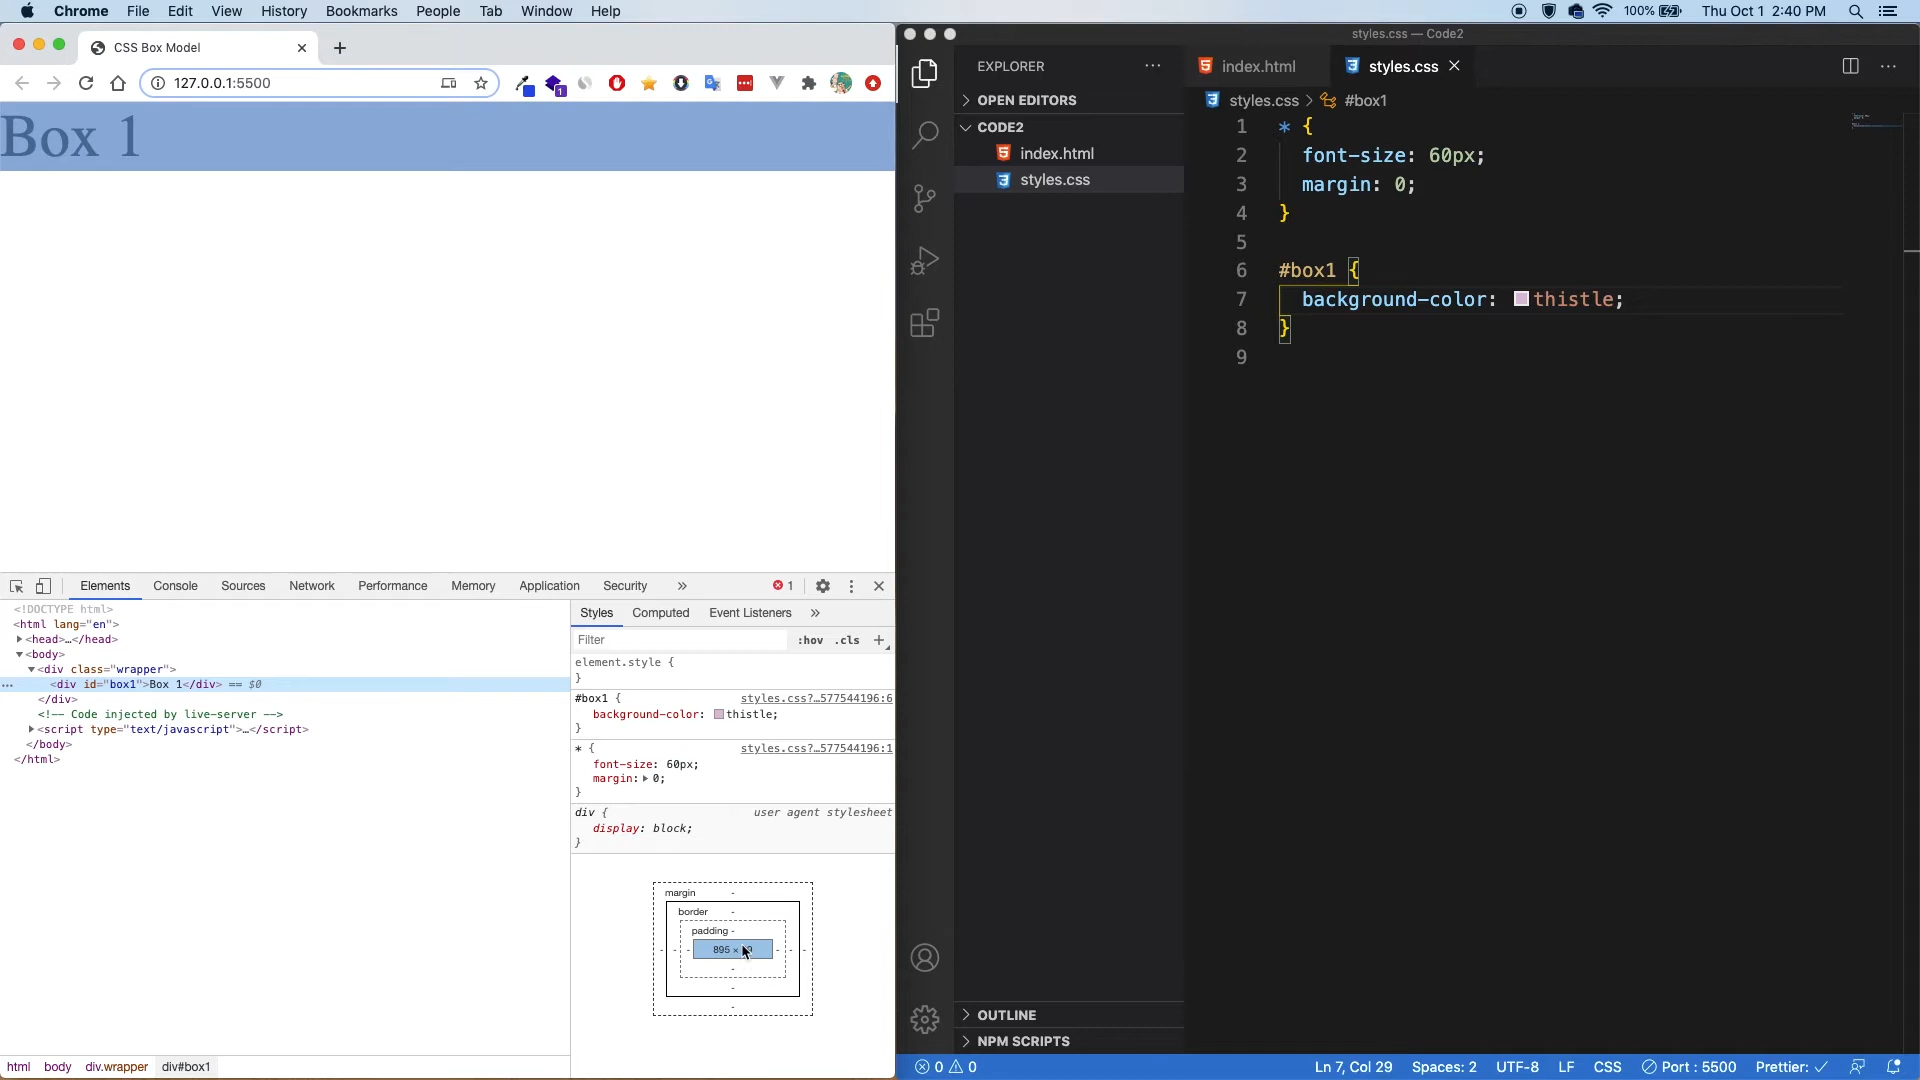 Chrome File Edit View History Bookmarks People Tab Window Help
100% Thu Oct 1 2:40 PM
CSS Box Model
127.0.0.1:5500
1
Box 1
Elements Console Sources Network Performance Memory Application Security » 1
<!DOCTYPE html>
<html lang="en">
<head>…</head>
<body>
<div class="wrapper">
… <div id="box1">Box 1</div> == $0
</div>
<!-- Code injected by live-server -->
<script type="text/javascript">…</script>
</body>
</html>
html body div.wrapper div#box1
Styles Computed Event Listeners »
Filter :hov .cls +
element.style {
}
#box1 { styles.css?…577544196:6
background-color: thistle;
}
* { styles.css?…577544196:1
font-size: 60px;
margin: 0;
}
div { user agent stylesheet
display: block;
}
margin -
border -
padding -
- - - 895 × - - -
-
-
-
styles.css — Code2
EXPLORER ···
OPEN EDITORS
CODE2
index.html
styles.css
OUTLINE
NPM SCRIPTS
index.html styles.css ···
styles.css > #box1
1 * {
2 font-size: 60px;
3 margin: 0;
4 }
5
6 #box1 {
7 background-color: thistle;
8 }
9
0 0 Ln 7, Col 29 Spaces: 2 UTF-8 LF CSS Port : 5500 Prettier: ✓